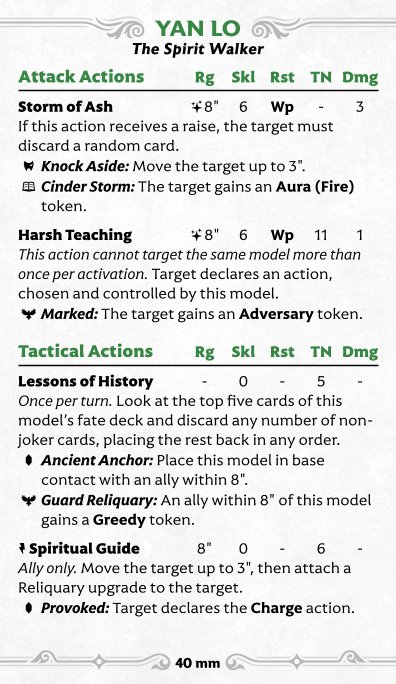 YAN LO
The Spirit Walker
Attack Actions Rg Skl Rst TN Dmg
Storm of Ash 8" 6 Wp - 3
If this action receives a raise, the target must
discard a random card.
Knock Aside: Move the target up to 3".
Cinder Storm: The target gains an Aura (Fire)
token.
Harsh Teaching 8" 6 Wp 11 1
This action cannot target the same model more than
once per activation. Target declares an action,
chosen and controlled by this model.
Marked: The target gains an Adversary token.
Tactical Actions Rg Skl Rst TN Dmg
Lessons of History - 0 - 5 -
Once per turn. Look at the top five cards of this
model's fate deck and discard any number of non-
joker cards, placing the rest back in any order.
Ancient Anchor: Place this model in base
contact with an ally within 8".
Guard Reliquary: An ally within 8" of this model
gains a Greedy token.
Spiritual Guide 8" 0 - 6 -
Ally only. Move the target up to 3", then attach a
Reliquary upgrade to the target.
Provoked: Target declares the Charge action.
40 mm